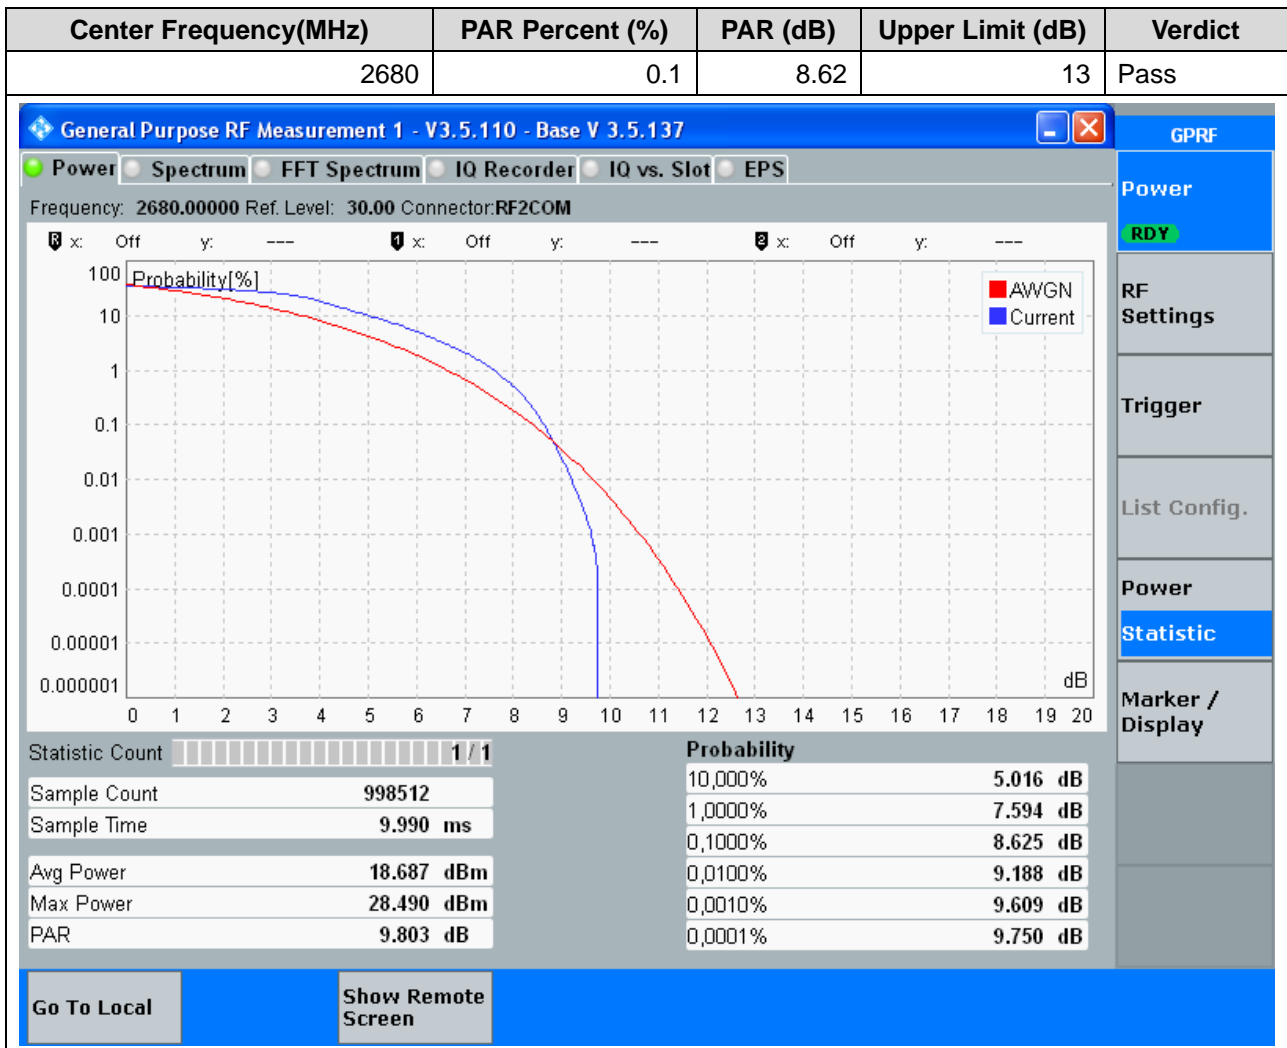 Center Frequency(MHz) PAR Percent (%) PAR (dB) Upper Limit (dB) Verdict
2680 0.1 8.62 13 Pass
General Purpose RF Measurement 1 - V3.5.110 - Base V 3.5.137
GPRF
Power Spectrum FFT Spectrum IQ Recorder IQ vs. Slot EPS
Power
RDY
Frequency: 2680.00000 Ref. Level: 30.00 Connector:RF2COM
R x: Off y: --- 1 x: Off y: --- 2 x: Off y: ---
Probability[%]
AWGN
Current
100
10
1
0.1
0.01
0.001
0.0001
0.00001
0.000001
dB
0 1 2 3 4 5 6 7 8 9 10 11 12 13 14 15 16 17 18 19 20
RF
Settings
Trigger
List Config.
Power
Statistic
Marker /
Display
Statistic Count 1 / 1
Sample Count 998512
Sample Time 9.990 ms
Avg Power 18.687 dBm
Max Power 28.490 dBm
PAR 9.803 dB
Probability
10,000% 5.016 dB
1,0000% 7.594 dB
0,1000% 8.625 dB
0,0100% 9.188 dB
0,0010% 9.609 dB
0,0001% 9.750 dB
Go To Local
Show Remote
Screen